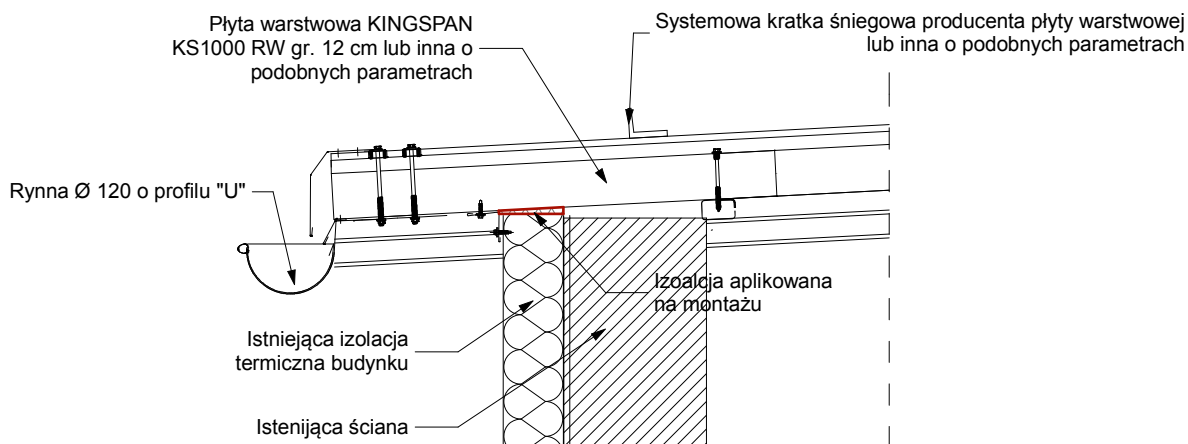 Płyta warstwowa KINGSPAN
KS1000 RW gr. 12 cm lub inna o
podobnych parametrach
Systemowa kratka śniegowa producenta płyty warstwowej
lub inna o podobnych parametrach
Rynna Ø 120 o profilu "U"
Izoalcja aplikowana
na montażu
Istniejąca izolacja
termiczna budynku
Istenijąca ściana